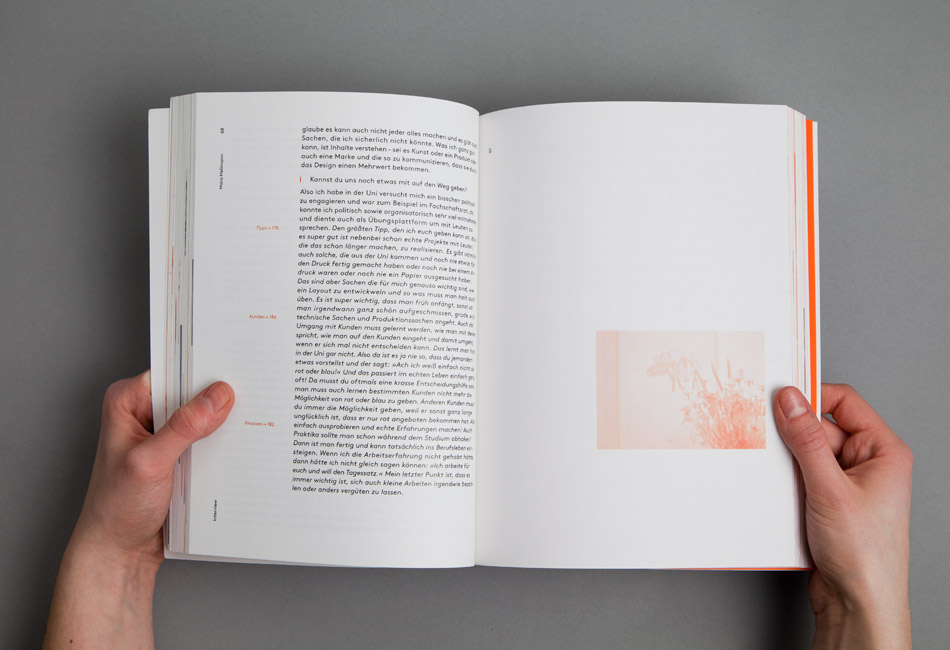 68
glaube es kann auch nicht jeder alles machen und es gibt
Sachen, die ich sicherlich nicht könnte. Was ich ganz gut
kann, ist Inhalte verstehen – sei es Kunst oder ein Produkt oder
auch eine Marke und die so zu kommunizieren, dass sie durch
das Design einen Mehrwert bekommen.
Kannst du uns noch etwas mit auf den Weg geben?
Also ich habe in der Uni versucht mich ein bisschen politisch
zu engagieren und war zum Beispiel im Fachschaftsrat, da
konnte ich politisch sowie organisatorisch sehr viel mitnehmen
und diente auch als Übungsplattform um mit Leuten zu
Tipps → 178
sprechen. Den größten Tipp, den ich euch geben kann ist, dass
es super gut ist nebenbei schon echte Projekte mit Leuten,
die das schon länger machen, zu realisieren. Es gibt
auch solche, die aus der Uni kommen und noch nie etwas für
den Druck fertig gemacht haben oder noch nie bei einem
druck waren oder noch nie ein Papier ausgesucht haben.
Das sind aber Sachen die für mich genauso wichtig sind, wie
ein Layout zu entwickeln und so was muss man halt auch
üben. Es ist super wichtig, dass man früh anfängt, sonst ist
man irgendwann ganz schön aufgeschmissen, grade was
Kunden → 184
technische Sachen und Produktionssachen angeht. Auch der
Umgang mit Kunden muss gelernt werden, wie man mit denen
spricht, wie man auf den Kunden eingeht und damit umgeht,
wenn er sich mal nicht entscheiden kann. Das lernt man halt
in der Uni gar nicht. Also da ist es ja nie so, dass du jemandem
etwas vorstellst und der sagt: »Ach ich weiß einfach nicht ob
rot oder blau!« Und das passiert im echten Leben einfach ganz
oft! Da musst du oftmals eine krasse Entscheidungshilfe sein
man muss auch lernen bestimmten Kunden nicht mehr die
Möglichkeit von rot oder blau zu geben. Anderen Kunden musst
du immer die Möglichkeit geben, weil er sonst ganz lange
Finanzen → 182
unglücklich ist, dass er nur rot angeboten bekommen hat. Also
einfach ausprobieren und echte Erfahrungen machen! Auch
Praktika sollte man schon während dem Studium abhaken!
Dann ist man fertig und kann tatsächlich ins Berufsleben ein-
steigen. Wenn ich die Arbeitserfahrung nicht gehabt hätte,
dann hätte ich nicht gleich sagen können: »Ich arbeite für
euch und will den Tagessatz.« Mein letzter Punkt ist, dass es
immer wichtig ist, sich auch kleine Arbeiten irgendwie bezah-
len oder anders vergüten zu lassen.
Interview